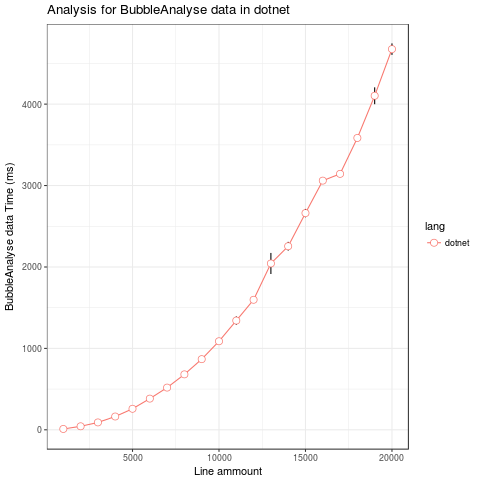 Analysis for BubbleAnalyse data in dotnet
BubbleAnalyse data Time (ms)
4000
3000
2000
1000
0
5000
10000
15000
20000
Line ammount
lang
dotnet